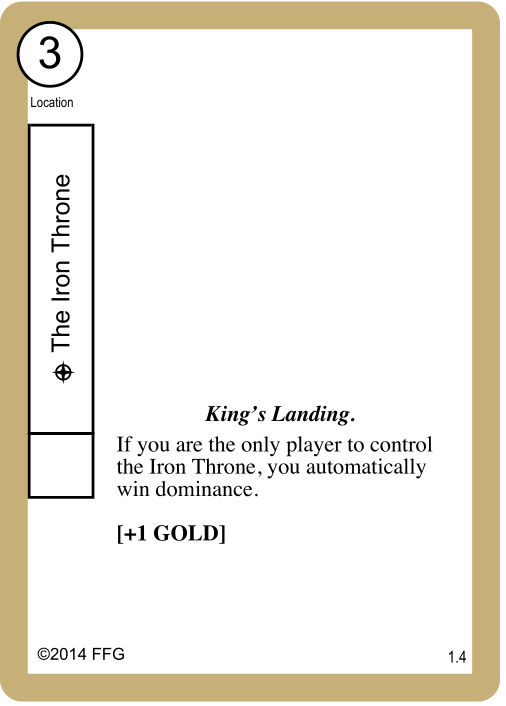 3
Location
The Iron Throne
King’s Landing.
If you are the only player to control
the Iron Throne, you automatically
win dominance.
[+1 GOLD]
©2014 FFG
1.4